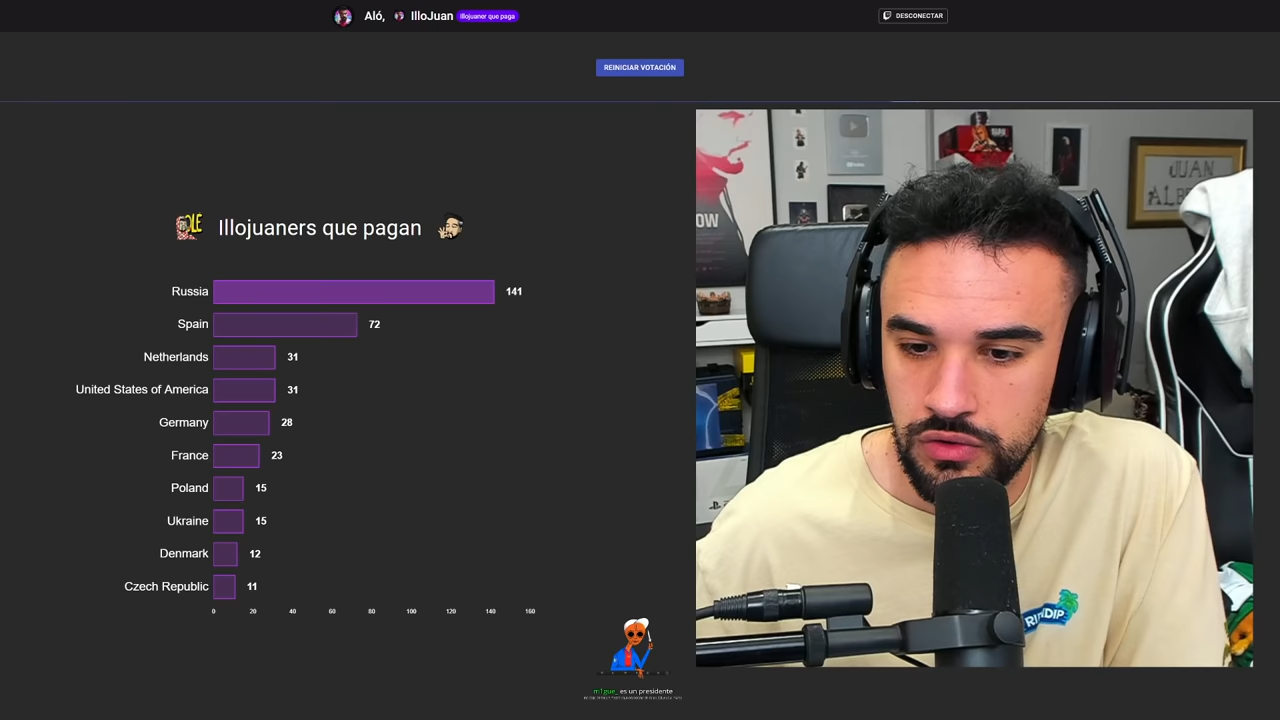 Aló, IlloJuan Illojuaner que paga
DESCONECTAR
REINICIAR VOTACIÓN
OLE Illojuaners que pagan
Russia 141
Spain 72
Netherlands 31
United States of America 31
Germany 28
France 23
Poland 15
Ukraine 15
Denmark 12
Czech Republic 11
0 20 40 60 80 100 120 140 160
JUAN
m1gue_ es un presidente